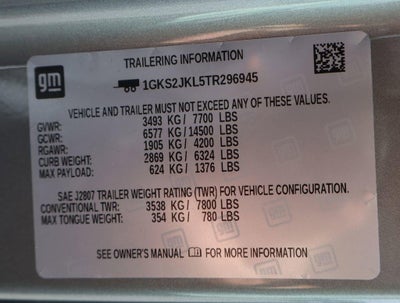 TRAILERING INFORMATION
gm
1GKS2JKL5TR296945
VEHICLE AND TRAILER MUST NOT EXCEED ANY OF THESE VALUES.
GVWR: 3493 KG / 7700 LBS
GCWR: 6577 KG / 14500 LBS
RGAWR: 1905 KG / 4200 LBS
CURB WEIGHT: 2869 KG / 6324 LBS
MAX PAYLOAD: 624 KG / 1376 LBS
SAE J2807 TRAILER WEIGHT RATING (TWR) FOR VEHICLE CONFIGURATION.
CONVENTIONAL TWR: 3538 KG / 7800 LBS
MAX TONGUE WEIGHT: 354 KG / 780 LBS
SEE OWNER'S MANUAL FOR MORE INFORMATION